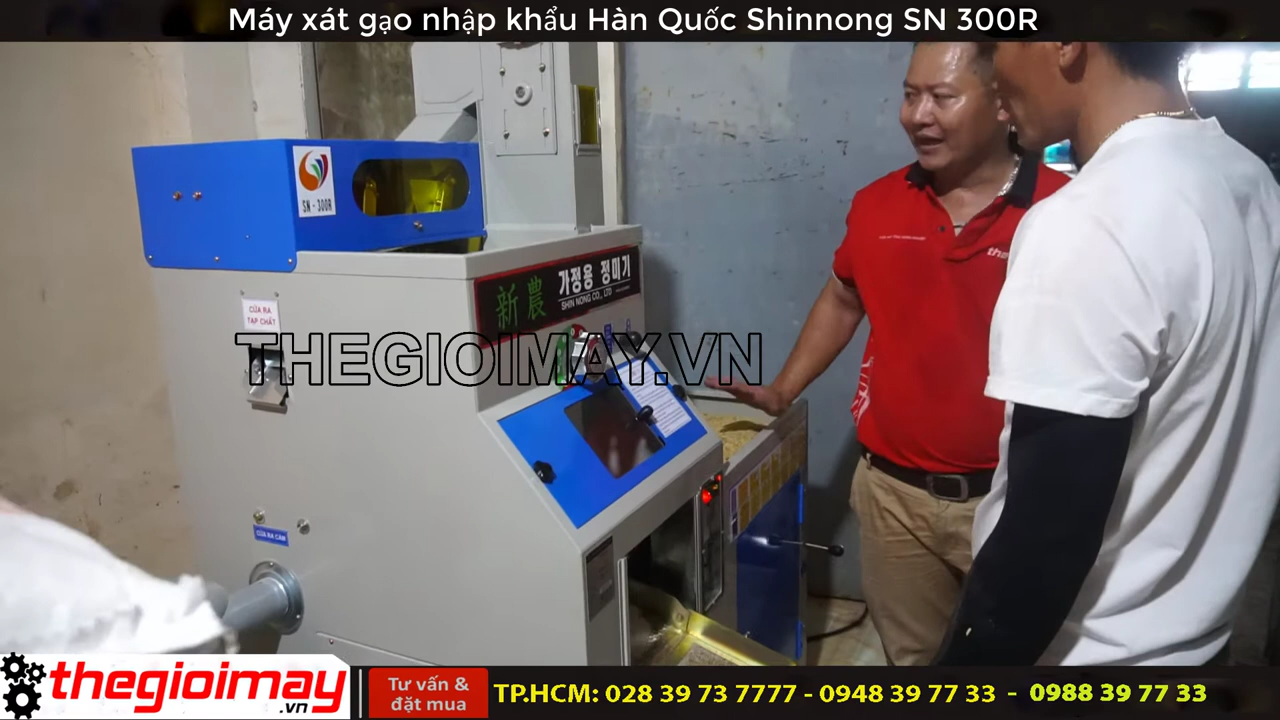 Máy xát gạo nhập khẩu Hàn Quốc Shinnong SN 300R
SN - 300R
新農
가정용 정미기
SHIN NONG CO., LTD
CỬA RA
TẠP CHẤT
THEGIOIMAY.VN
CỬA RA CÁM
thegioimay
.vn
Tư vấn &
đặt mua
TP.HCM: 028 39 73 7777 - 0948 39 77 33 - 0988 39 77 33